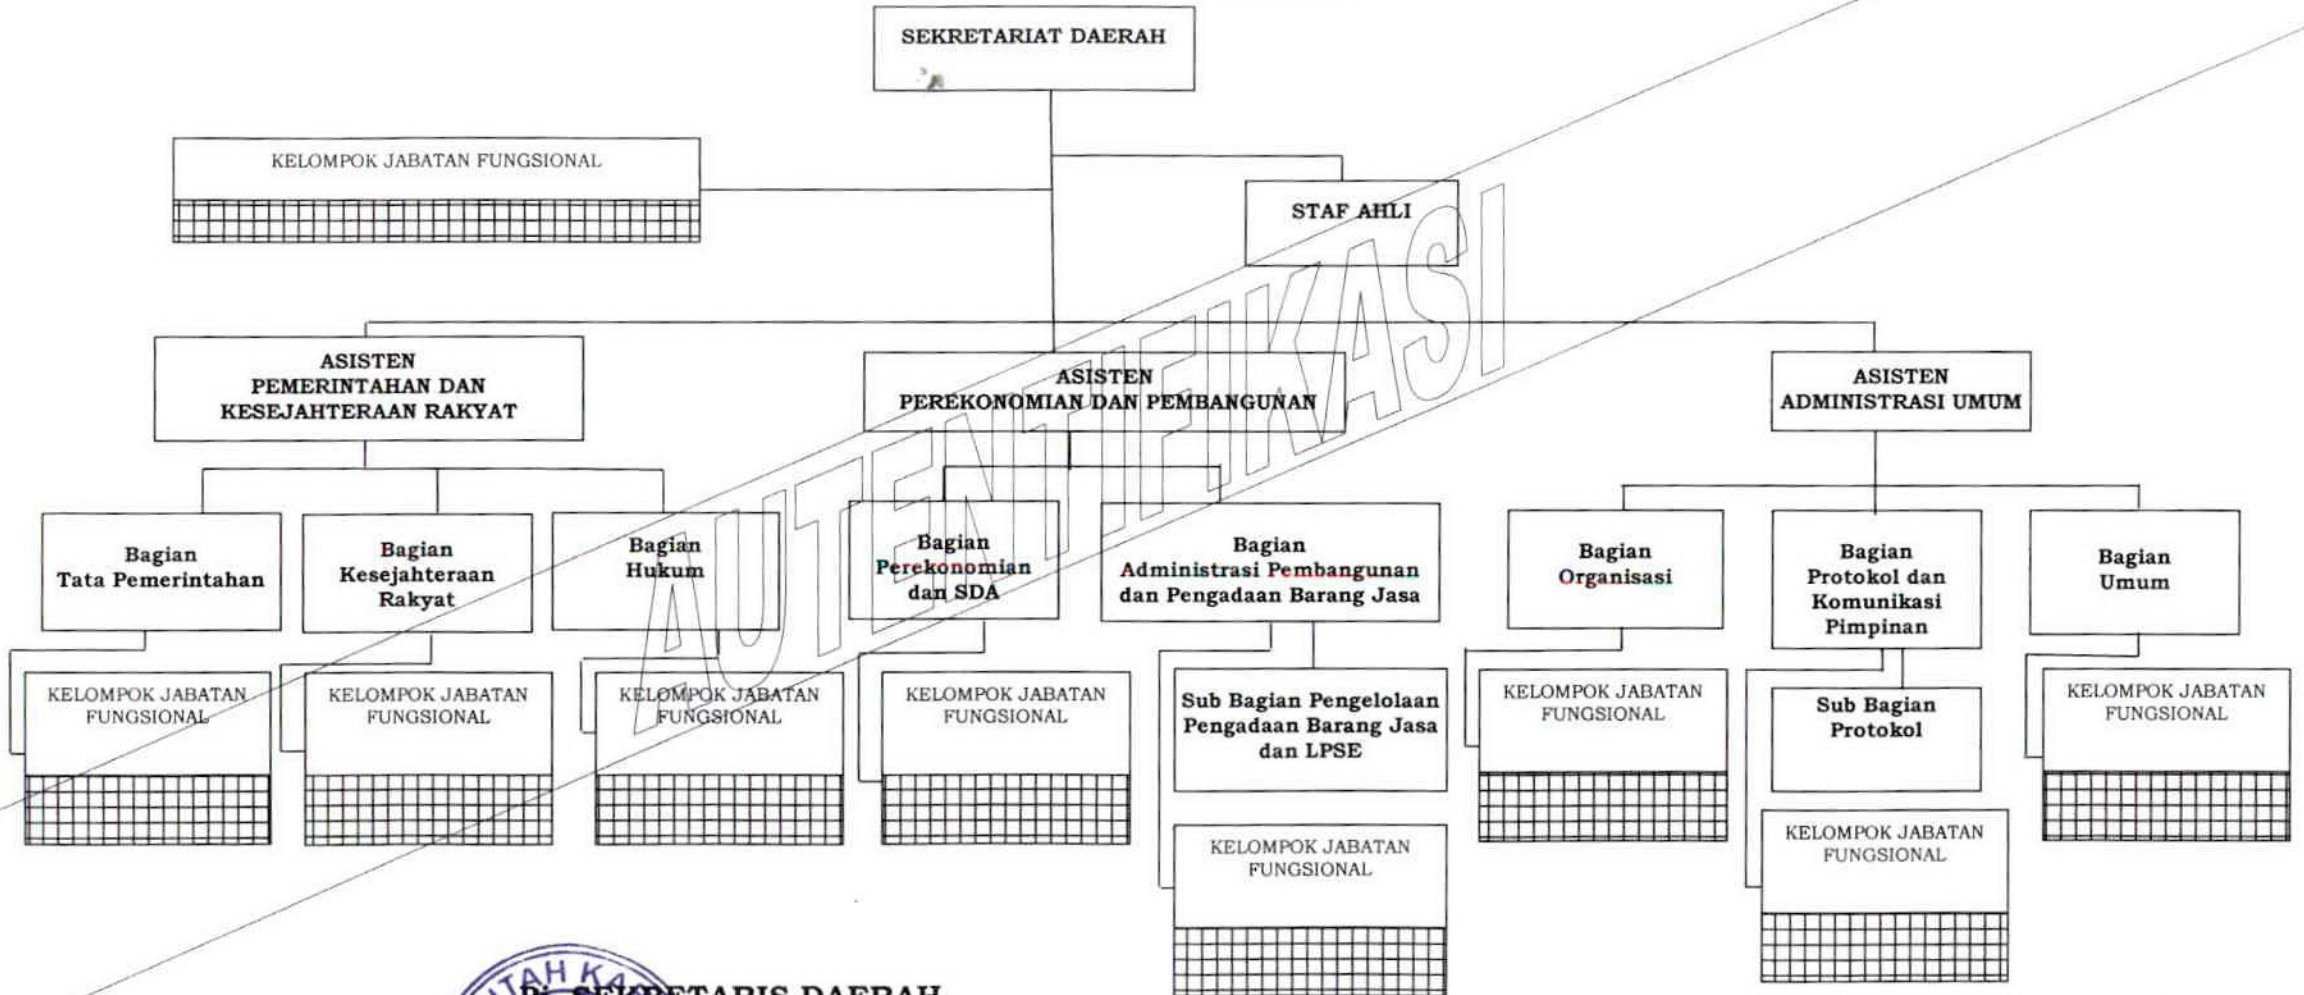 SEKRETARIAT DAERAH
KELOMPOK JABATAN FUNGSIONAL
STAF AHLI
ASISTEN
PEMERINTAHAN DAN
KESEJAHTERAAN RAKYAT
ASISTEN
PEREKONOMIAN DAN PEMBANGUNAN
ASISTEN
ADMINISTRASI UMUM
Bagian
Tata Pemerintahan
Bagian
Kesejahteraan
Rakyat
Bagian
Hukum
Bagian
Perekonomian
dan SDA
Bagian
Administrasi Pembangunan
dan Pengadaan Barang Jasa
Bagian
Organisasi
Bagian
Protokol dan
Komunikasi
Pimpinan
Bagian
Umum
KELOMPOK JABATAN
FUNGSIONAL
KELOMPOK JABATAN
FUNGSIONAL
KELOMPOK JABATAN
FUNGSIONAL
KELOMPOK JABATAN
FUNGSIONAL
Sub Bagian Pengelolaan
Pengadaan Barang Jasa
dan LPSE
KELOMPOK JABATAN
FUNGSIONAL
KELOMPOK JABATAN
FUNGSIONAL
Sub Bagian
Protokol
KELOMPOK JABATAN
FUNGSIONAL
KELOMPOK JABATAN
FUNGSIONAL
AUTENTIFIKASI
Pj. SEKRETARIS DAERAH